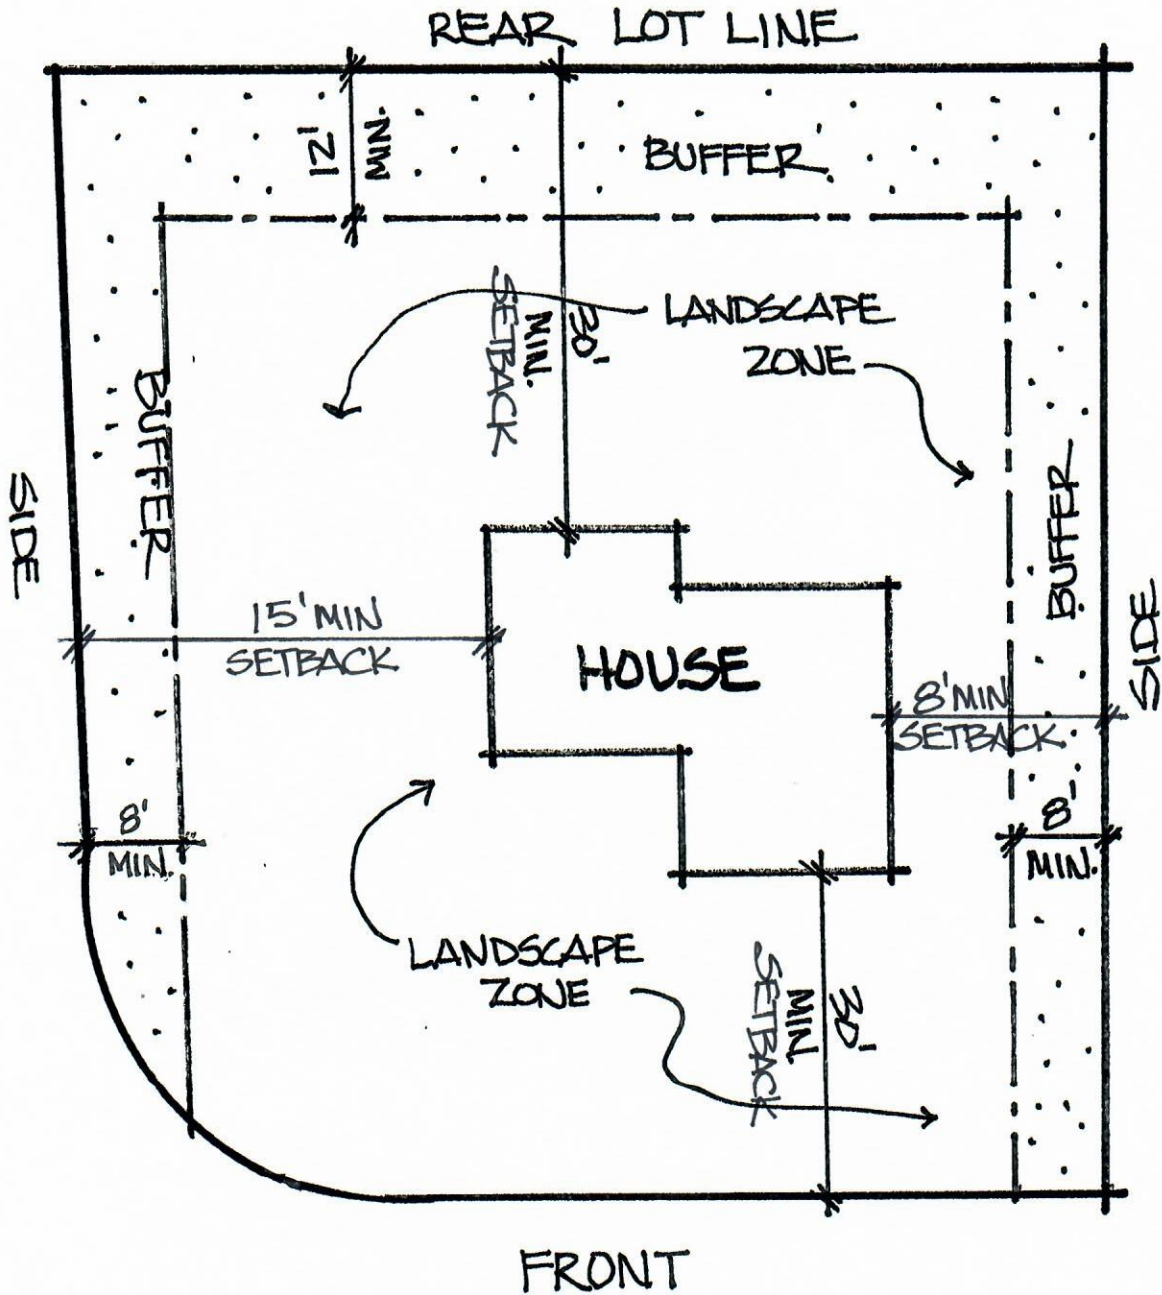 REAR LOT LINE
12'
MIN.
BUFFER
SETBACK
MIN.
30'
LANDSCAPE
ZONE
BUFFER
SIDE
BUFFER
15' MIN
SETBACK
HOUSE
8' MIN
SETBACK
SIDE
8'
MIN.
8'
MIN.
LANDSCAPE
ZONE
SETBACK
MIN.
30'
FRONT